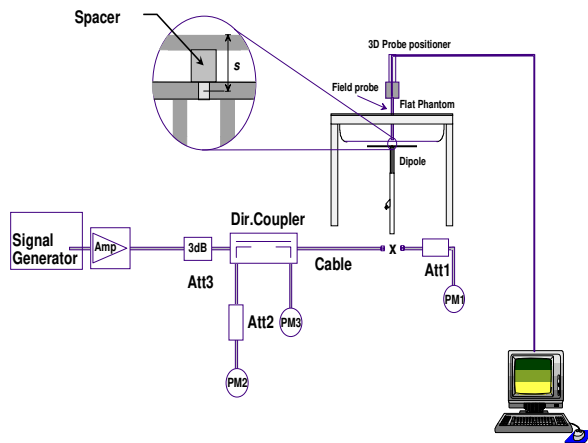 Spacer
s
3D Probe positioner
Field probe
Flat Phantom
Dipole
Signal
Generator
Amp
3dB
Att3
Dir.Coupler
Cable
X
Att1
PM1
Att2
PM3
PM2